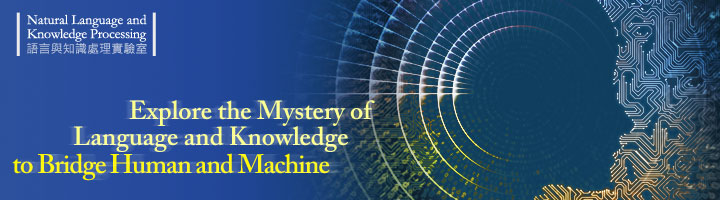 Natural Language and
Knowledge Processing
語言與知識處理實驗室
Explore the Mystery of
Language and Knowledge
to Bridge Human and Machine